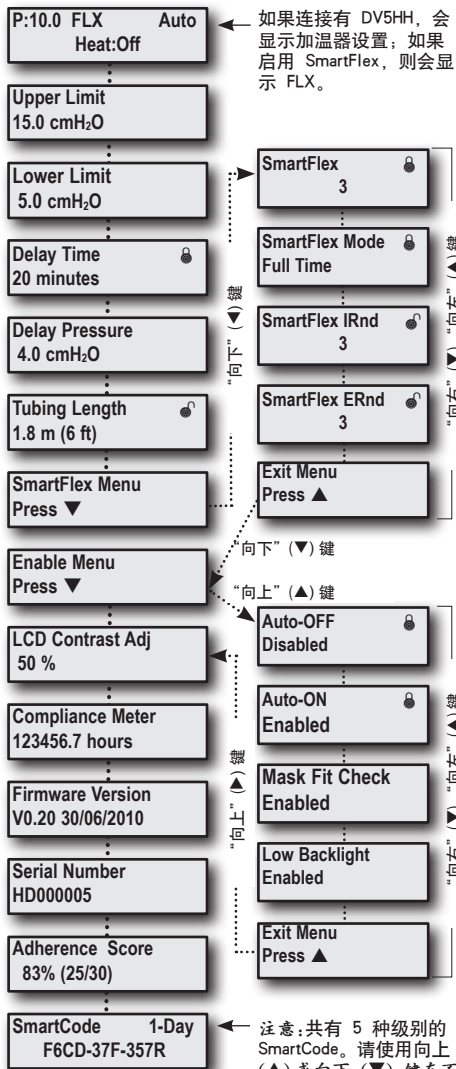 P:10.0 FLX Auto
Heat:Off
如果连接有 DV5HH，会
显示加温器设置；如果
启用 SmartFlex，则会显
示 FLX。
Upper Limit
15.0 cmH₂O
Lower Limit
5.0 cmH₂O
Delay Time
20 minutes
Delay Pressure
4.0 cmH₂O
Tubing Length
1.8 m (6 ft)
SmartFlex Menu
Press ▼
“向下” (▼) 键
SmartFlex
3
SmartFlex Mode
Full Time
SmartFlex IRnd
3
SmartFlex ERnd
3
Exit Menu
Press ▲
“向下” (▼) 键
“向上” (▲) 键
Enable Menu
Press ▼
LCD Contrast Adj
50 %
Compliance Meter
123456.7 hours
Firmware Version
V0.20 30/06/2010
Serial Number
HD000005
Adherence Score
83% (25/30)
SmartCode 1-Day
F6CD-37F-357R
“向上” (▲) 键
Auto-OFF
Disabled
Auto-ON
Enabled
Mask Fit Check
Enabled
Low Backlight
Enabled
Exit Menu
Press ▲
注意：共有 5 种级别的
SmartCode。请使用向上